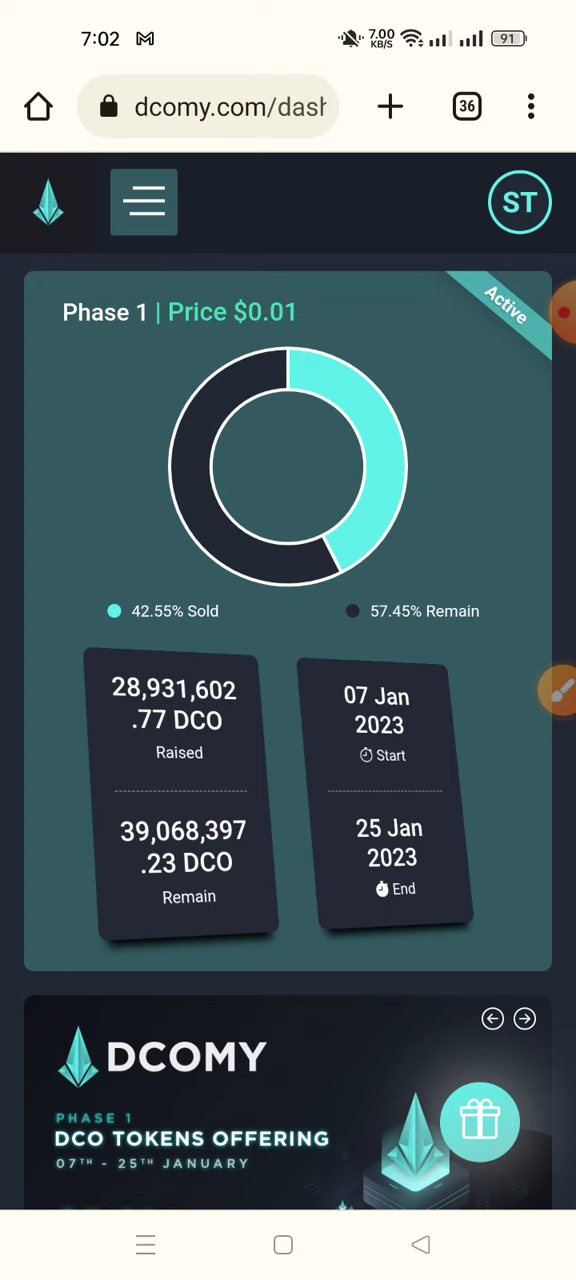 7:02
7.00 KB/S
91
dcomy.com/dash
36
ST
Phase 1 | Price $0.01
Active
42.55% Sold
57.45% Remain
28,931,602
.77 DCO
Raised
39,068,397
.23 DCO
Remain
07 Jan
2023
Start
25 Jan
2023
End
DCOMY
PHASE 1
DCO TOKENS OFFERING
07TH - 25TH JANUARY